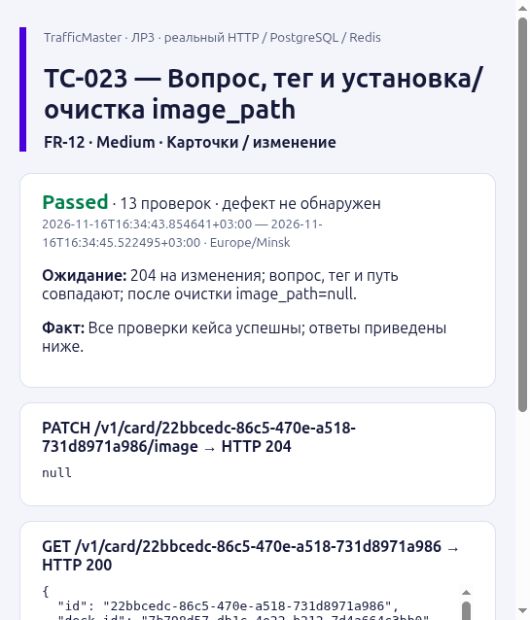 TrafficMaster · ЛР3 · реальный HTTP / PostgreSQL / Redis
TC-023 — Вопрос, тег и установка/
очистка image_path
FR-12 · Medium · Карточки / изменение
Passed · 13 проверок · дефект не обнаружен
2026-11-16T16:34:43.854641+03:00 — 2026-11-
16T16:34:45.522495+03:00 · Europe/Minsk
Ожидание: 204 на изменения; вопрос, тег и путь
совпадают; после очистки image_path=null.
Факт: Все проверки кейса успешны; ответы приведены
ниже.
PATCH /v1/card/22bbcedc-86c5-470e-a518-
731d8971a986/image → HTTP 204
null
GET /v1/card/22bbcedc-86c5-470e-a518-731d8971a986 →
HTTP 200
{
"id": "22bbcedc-86c5-470e-a518-731d8971a986",